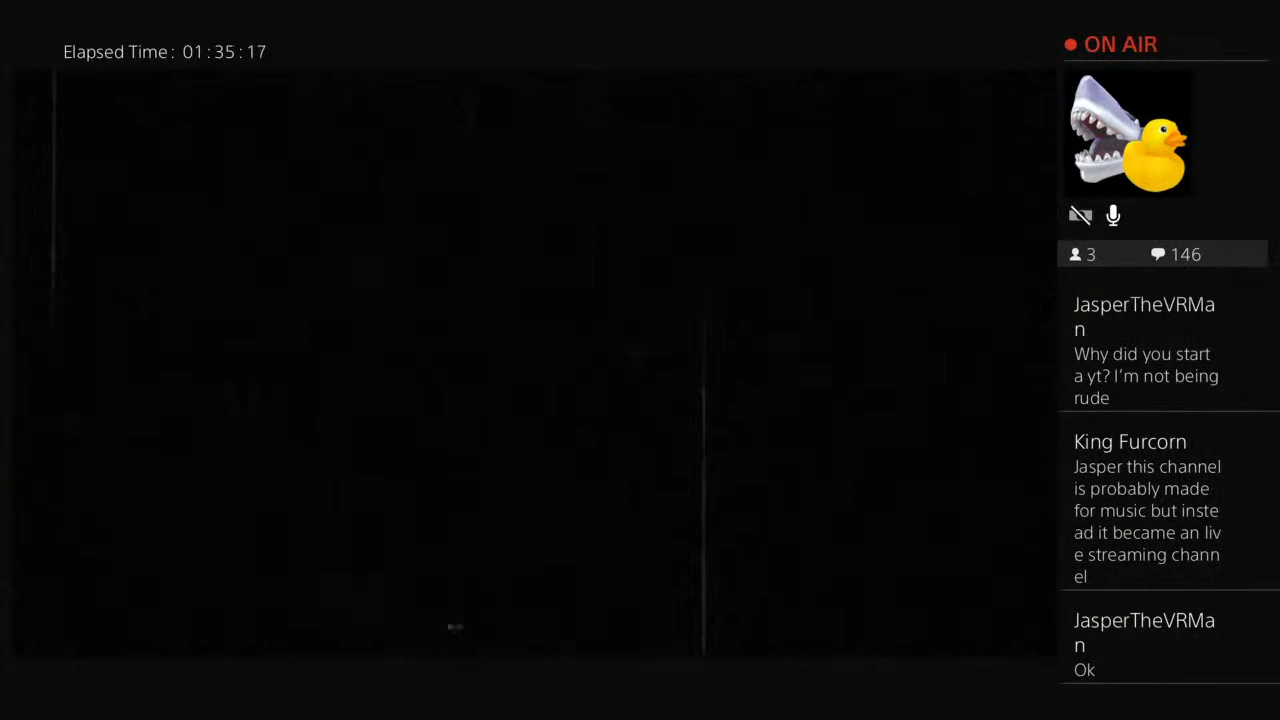 Elapsed Time: 01:35:17
ON AIR
3 146
JasperTheVRMa
n
Why did you start
a yt? I'm not being
rude
King Furcorn
Jasper this channel
is probably made
for music but inste
ad it became an liv
e streaming chann
el
JasperTheVRMa
n
Ok